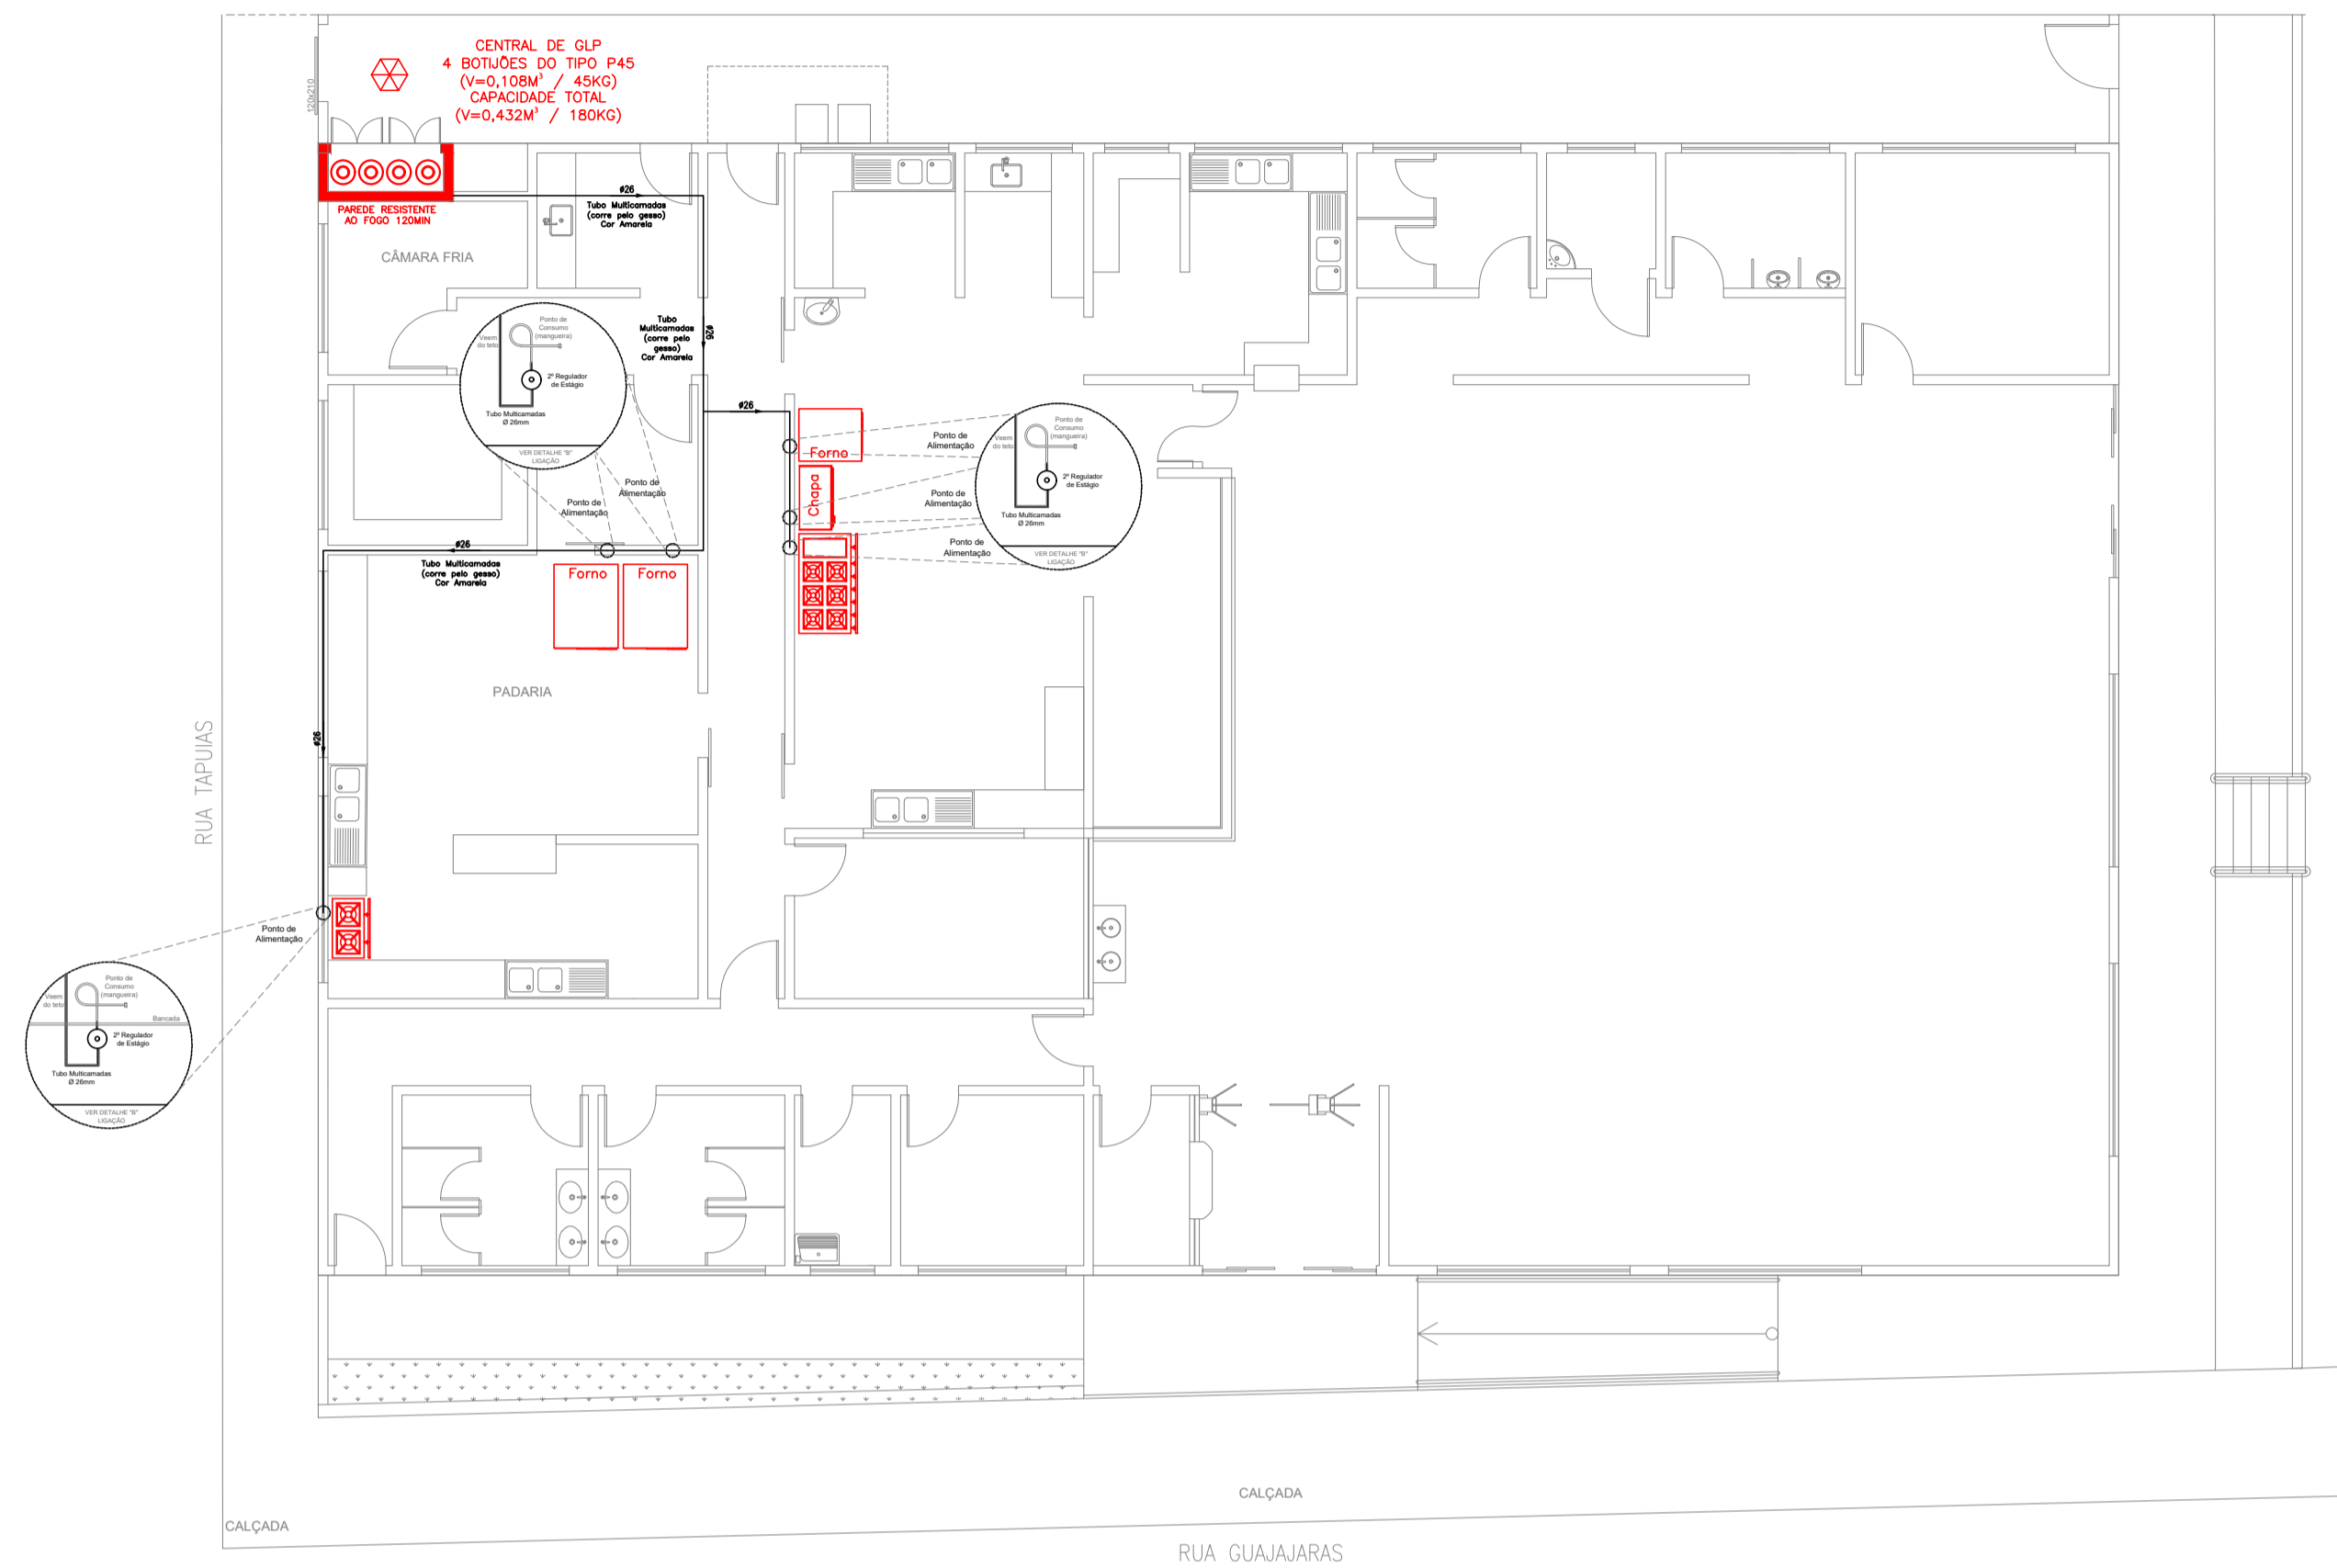 CENTRAL DE GLP
4 BOTIJÕES DO TIPO P45
(V=0,108M³ / 45KG)
CAPACIDADE TOTAL
(V=0,432M³ / 180KG)
120x210
PAREDE RESISTENTE
AO FOGO 120MIN
ø26
Tubo Multicamadas
(corre pelo gesso)
Cor Amarela
CÂMARA FRIA
Ponto de
Consumo
(mangueira)
Veem
do teto
2º Regulador
de Estágio
Tubo Multicamadas
Ø 26mm
VER DETALHE "B"
LIGAÇÃO
Tubo
Multicamadas
(corre pelo
gesso)
Cor Amarela
ø26
ø26
Forno
Chapa
Ponto de
Alimentação
Ponto de
Alimentação
Ponto de
Alimentação
Ponto de
Consumo
(mangueira)
Veem
do teto
2º Regulador
de Estágio
Tubo Multicamadas
Ø 26mm
VER DETALHE "B"
LIGAÇÃO
Ponto de
Alimentação
Ponto de
Alimentação
ø26
Tubo Multicamadas
(corre pelo gesso)
Cor Amarela
Forno
Forno
PADARIA
ø26
RUA TAPUIAS
Ponto de
Alimentação
Ponto de
Consumo
(mangueira)
Veem
do teto
Bancada
2º Regulador
de Estágio
Tubo Multicamadas
Ø 26mm
VER DETALHE "B"
LIGAÇÃO
CALÇADA
CALÇADA
RUA GUAJAJARAS